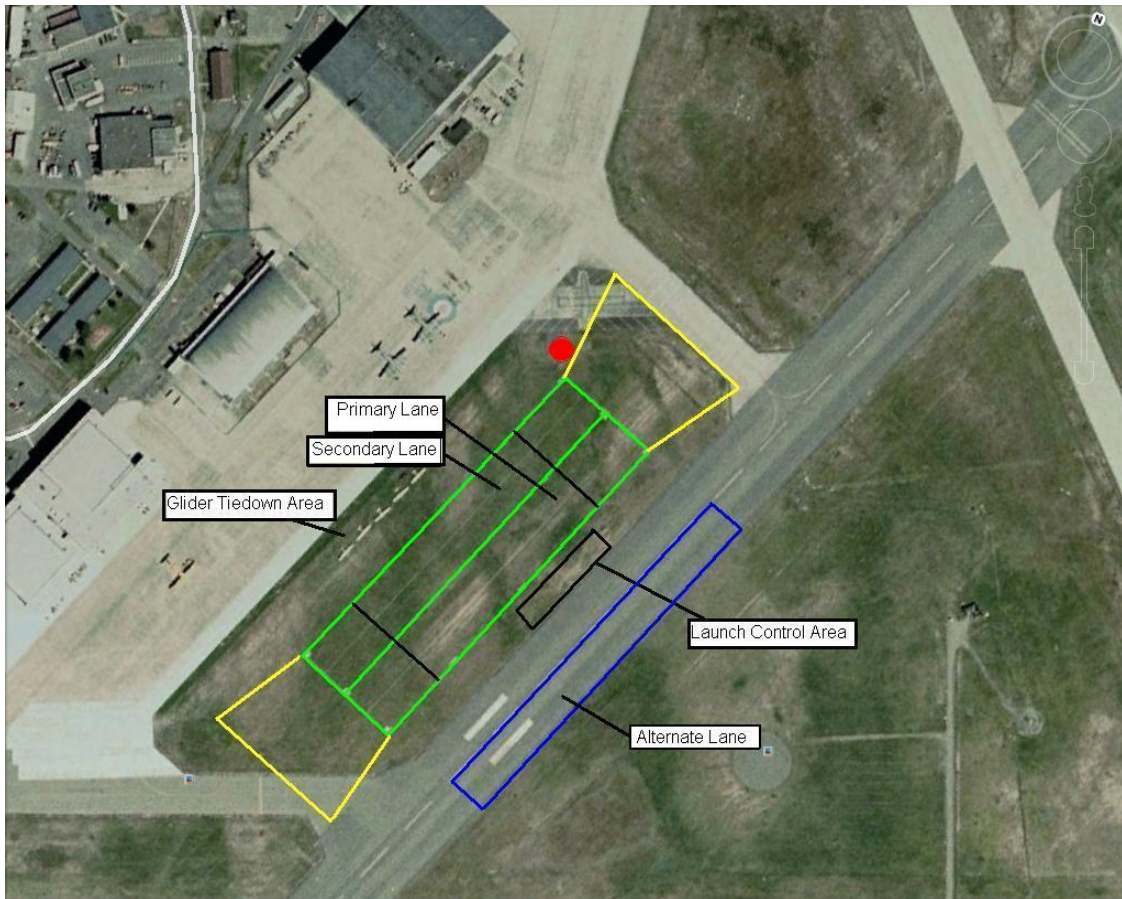 N
Primary Lane
Secondary Lane
Glider Tiedown Area
Launch Control Area
Alternate Lane